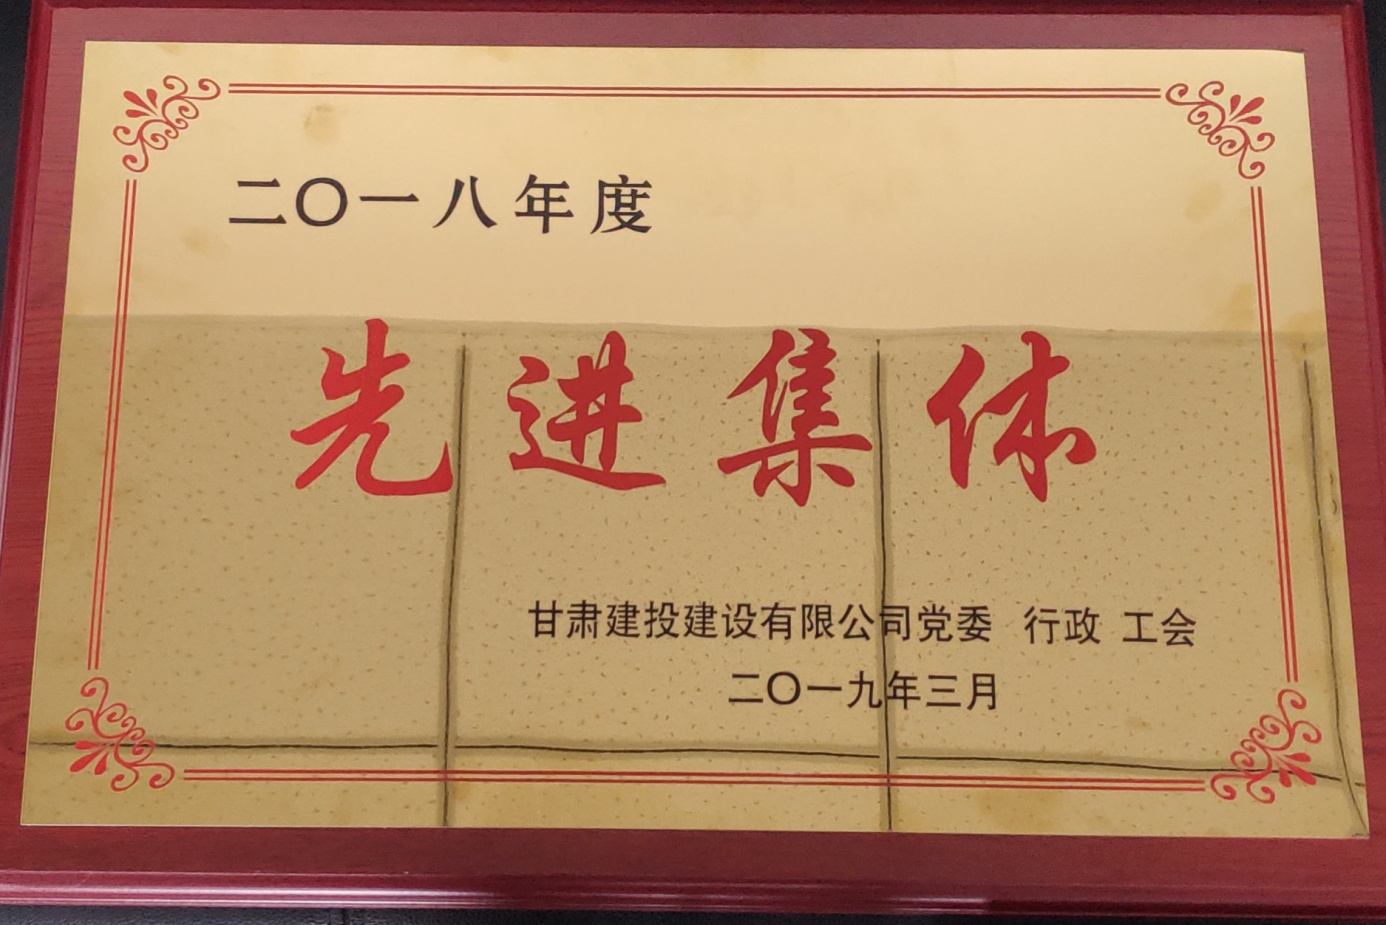 二〇一八年度
先进集体
甘肃建投建设有限公司党委 行政 工会
二〇一九年三月